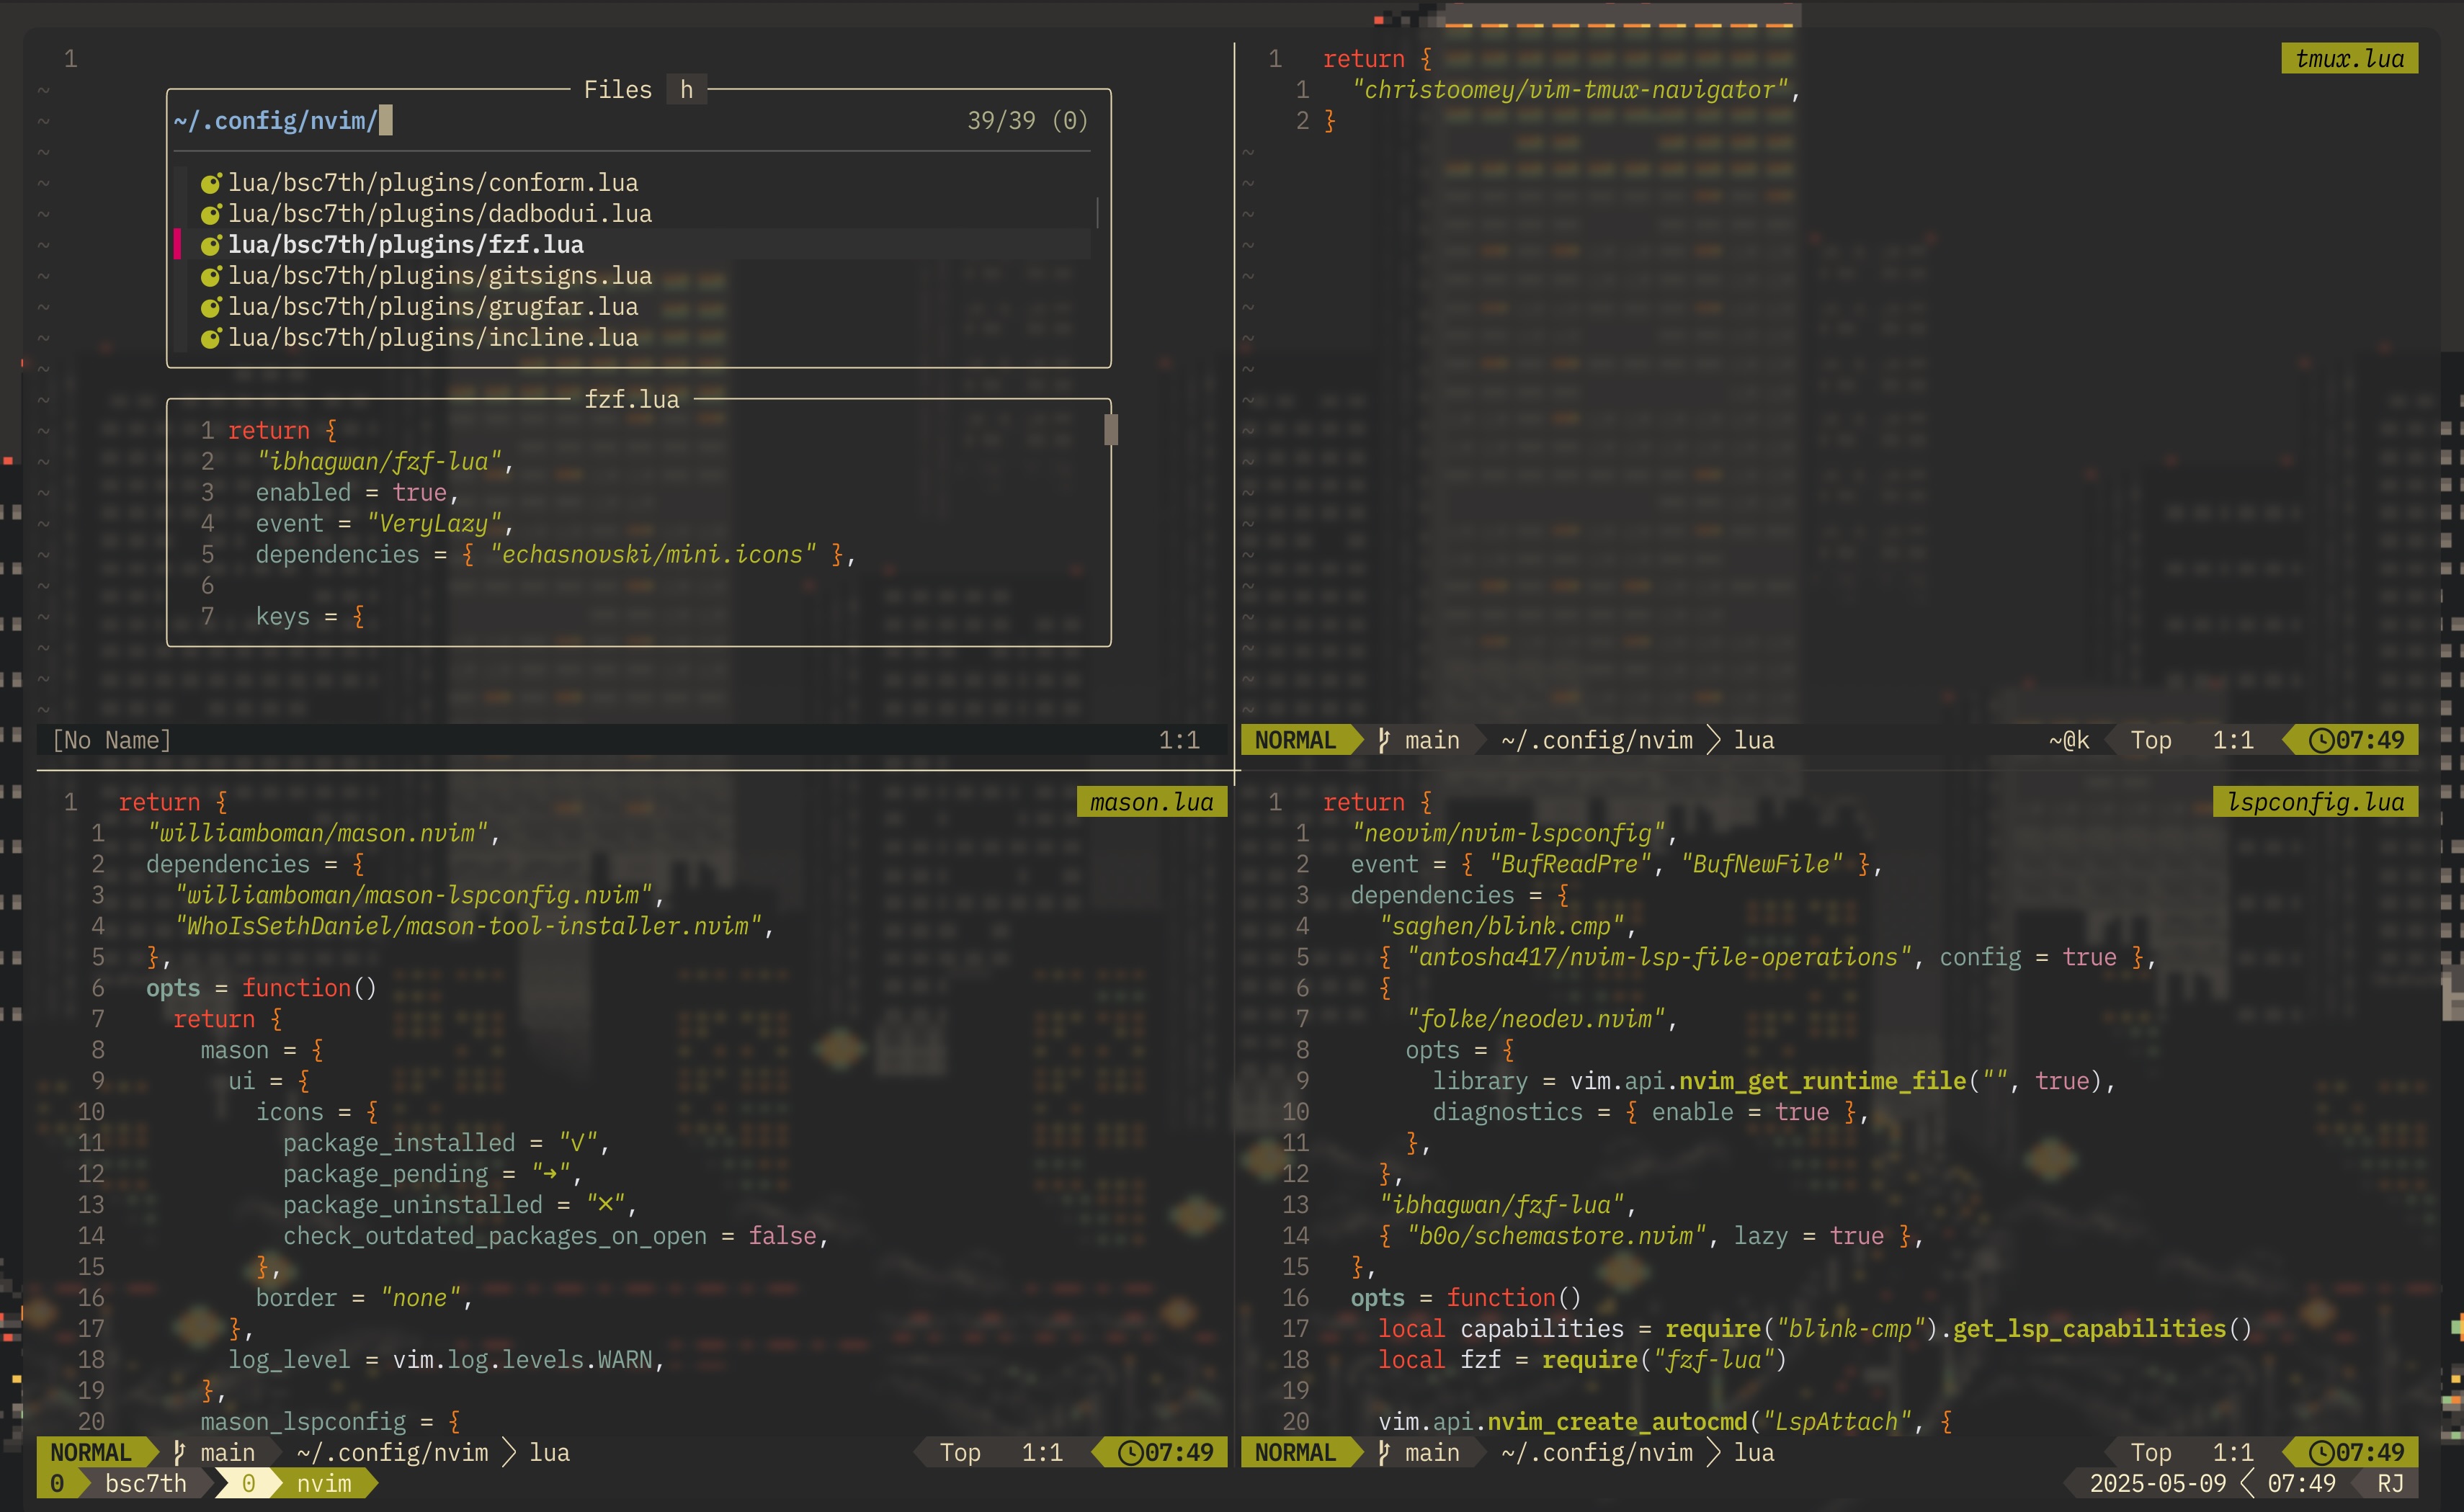 1
Files h
~/.config/nvim/ 39/39 (0)
lua/bsc7th/plugins/conform.lua
lua/bsc7th/plugins/dadbodui.lua
lua/bsc7th/plugins/fzf.lua
lua/bsc7th/plugins/gitsigns.lua
lua/bsc7th/plugins/grugfar.lua
lua/bsc7th/plugins/incline.lua
fzf.lua
1 return {
2   "ibhagwan/fzf-lua",
3   enabled = true,
4   event = "VeryLazy",
5   dependencies = { "echasnovski/mini.icons" },
6
7   keys = {
[No Name] 1:1
tmux.lua
1 return {
1   "christoomey/vim-tmux-navigator",
2 }
NORMAL main ~/.config/nvim > lua ~@k Top 1:1 07:49
mason.lua
1 return {
1   "williamboman/mason.nvim",
2   dependencies = {
3     "williamboman/mason-lspconfig.nvim",
4     "WhoIsSethDaniel/mason-tool-installer.nvim",
5   },
6   opts = function()
7     return {
8       mason = {
9         ui = {
10           icons = {
11             package_installed = "✓",
12             package_pending = "➜",
13             package_uninstalled = "✕",
14             check_outdated_packages_on_open = false,
15           },
16           border = "none",
17         },
18         log_level = vim.log.levels.WARN,
19       },
20       mason_lspconfig = {
NORMAL main ~/.config/nvim > lua Top 1:1 07:49
lspconfig.lua
1 return {
1   "neovim/nvim-lspconfig",
2   event = { "BufReadPre", "BufNewFile" },
3   dependencies = {
4     "saghen/blink.cmp",
5     { "antosha417/nvim-lsp-file-operations", config = true },
6     {
7       "folke/neodev.nvim",
8       opts = {
9         library = vim.api.nvim_get_runtime_file("", true),
10         diagnostics = { enable = true },
11       },
12     },
13     "ibhagwan/fzf-lua",
14     { "b0o/schemastore.nvim", lazy = true },
15   },
16   opts = function()
17     local capabilities = require("blink-cmp").get_lsp_capabilities()
18     local fzf = require("fzf-lua")
19
20     vim.api.nvim_create_autocmd("LspAttach", {
NORMAL main ~/.config/nvim > lua Top 1:1 07:49
0 bsc7th 0 nvim 2025-05-09 < 07:49 RJ